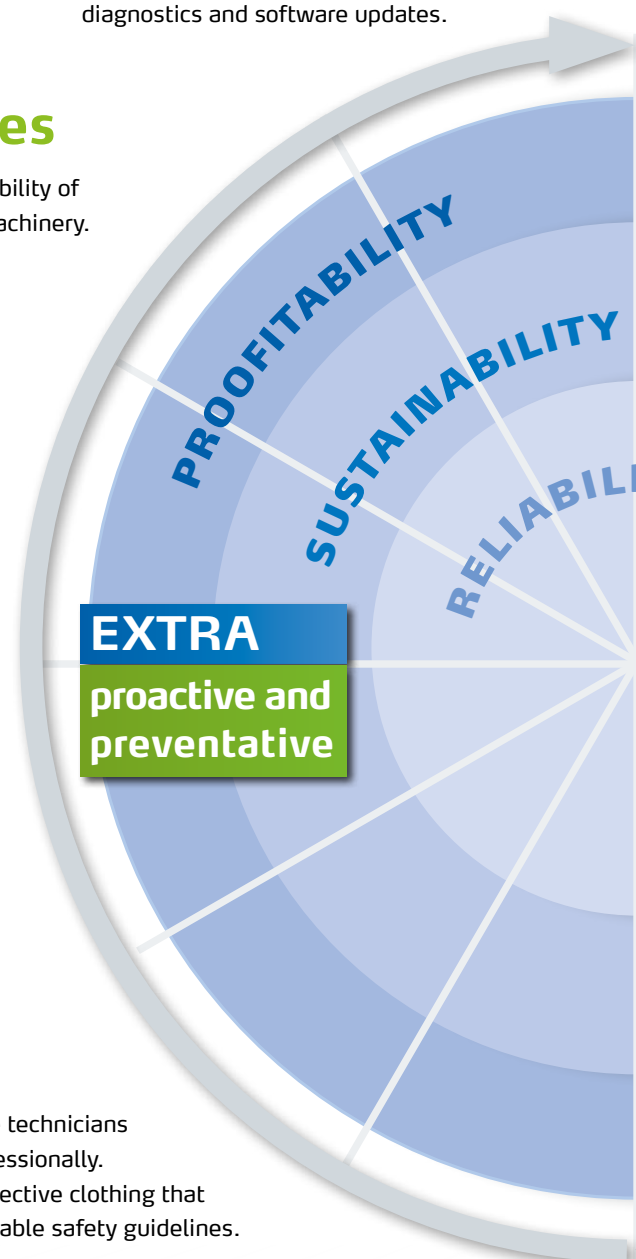 diagnostics and software updates.
es
bility of
achinery.
PROOFITABILITY
SUSTAINABILITY
RELIABILI
EXTRA
proactive and
preventative
technicians
essionally.
ective clothing that
able safety guidelines.